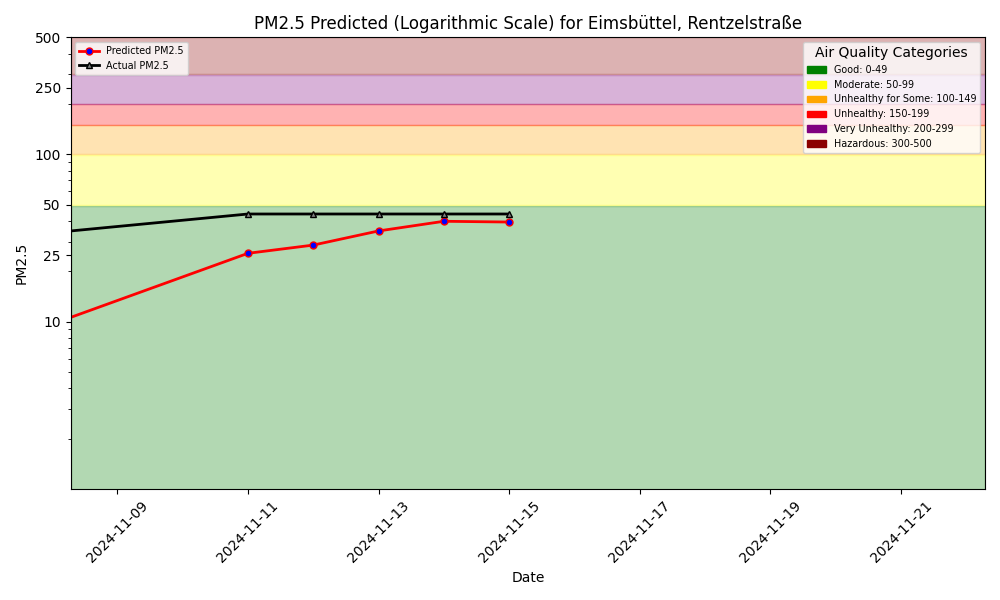 PM2.5 Predicted (Logarithmic Scale) for Eimsbüttel, Rentzelstraße
500
250
100
50
25
10
PM2.5
Predicted PM2.5
Actual PM2.5
Air Quality Categories
Good: 0-49
Moderate: 50-99
Unhealthy for Some: 100-149
Unhealthy: 150-199
Very Unhealthy: 200-299
Hazardous: 300-500
2024-11-09
2024-11-11
2024-11-13
2024-11-15
2024-11-17
2024-11-19
2024-11-21
Date